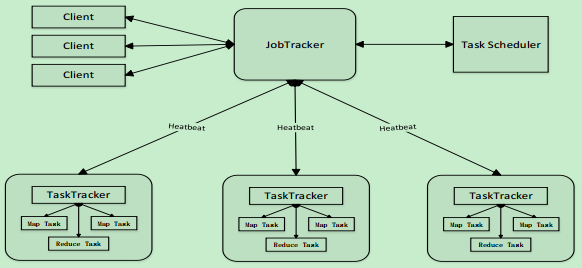 Client
Client
Client
JobTracker
Task Scheduler
Heatbeat
Heatbeat
Heatbeat
TaskTracker
Map Task
Map Task
Reduce Task
TaskTracker
Map Task
Map Task
Reduce Task
TaskTracker
Map Task
Map Task
Reduce Task